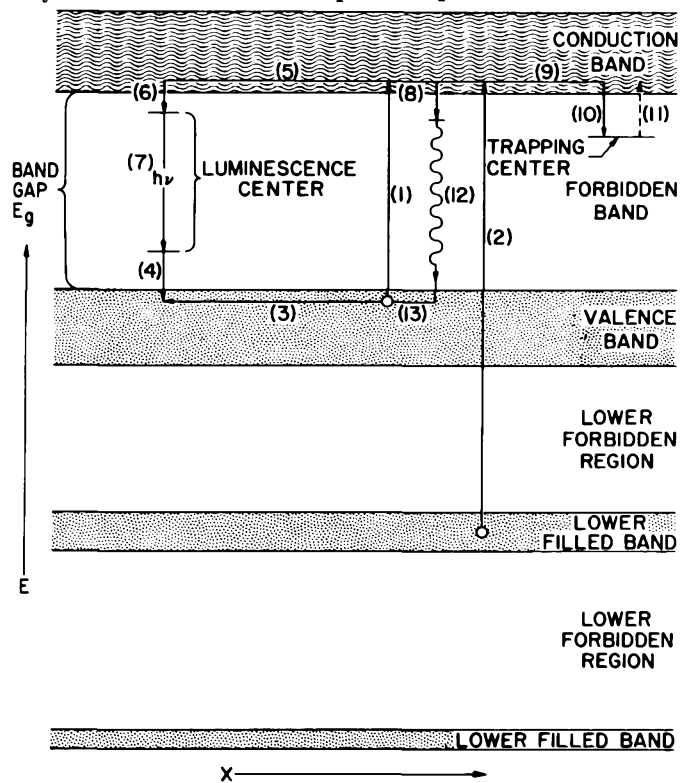 CONDUCTION
BAND
(5)
(9)
(6)
(8)
(10)
(11)
(7)
hν
LUMINESCENCE
CENTER
TRAPPING
CENTER
BAND
GAP
Eg
(1)
(12)
FORBIDDEN
BAND
(2)
(4)
(3)
(13)
VALENCE
BAND
LOWER
FORBIDDEN
REGION
LOWER
FILLED BAND
E
LOWER
FORBIDDEN
REGION
LOWER FILLED BAND
X